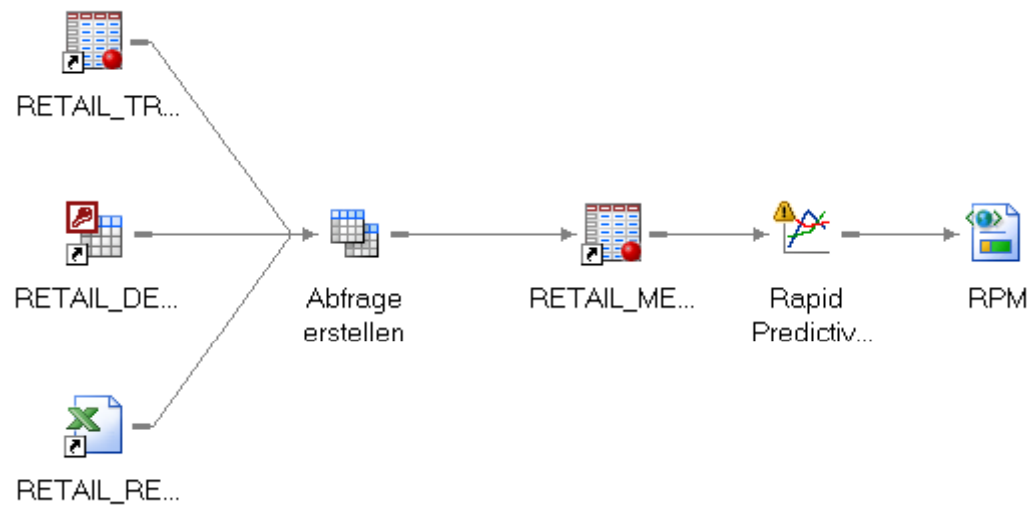 RETAIL_TR...
RETAIL_DE...
Abfrage
erstellen
RETAIL_ME...
Rapid
Predictiv...
RPM
RETAIL_RE...